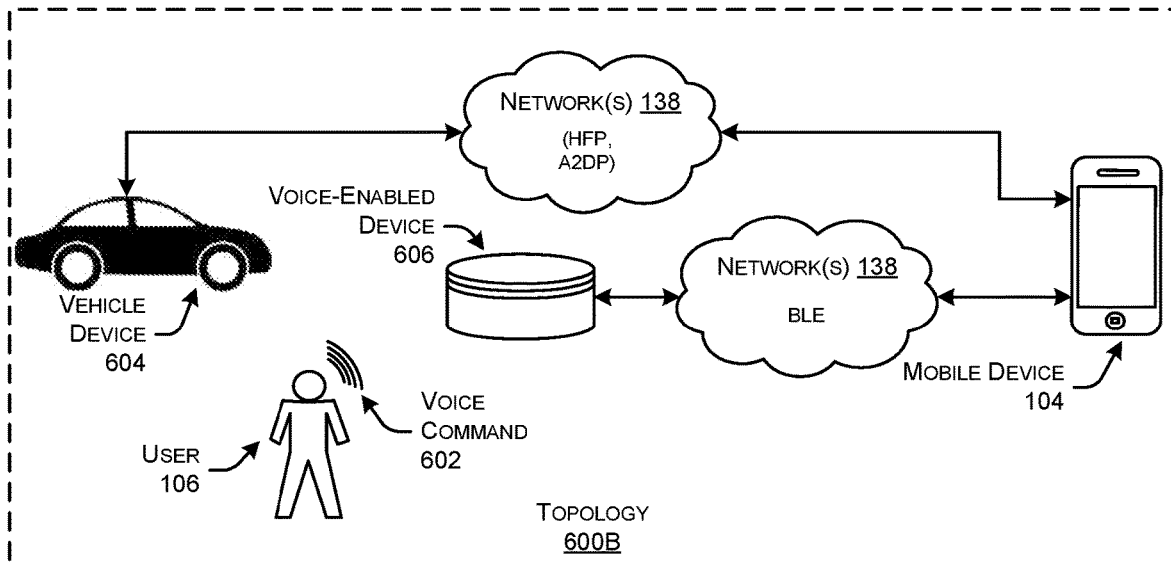 NETWORK(S) 138
(HFP,
A2DP)
VOICE-ENABLED
DEVICE
606
NETWORK(S) 138
BLE
VEHICLE
DEVICE
604
MOBILE DEVICE
104
VOICE
COMMAND
602
USER
106
TOPOLOGY
600B